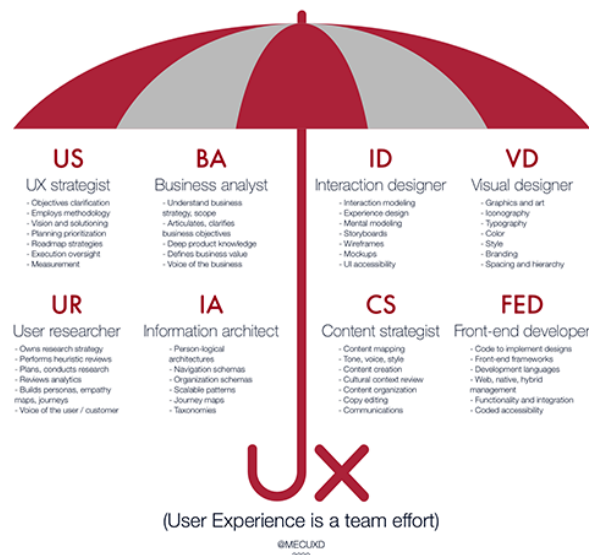 US
UX strategist
- Objectives clarification
- Employs methodology
- Vision and solutioning
- Planning prioritization
- Roadmap strategies
- Execution oversight
- Measurement
BA
Business analyst
- Understand business
strategy, scope
- Articulates, clarifies
business objectives
- Deep product knowledge
- Defines business value
- Voice of the business
ID
Interaction designer
- Interaction modeling
- Experience design
- Mental modeling
- Storyboards
- Wireframes
- Mockups
- UI accessibility
VD
Visual designer
- Graphics and art
- Iconography
- Typography
- Color
- Style
- Branding
- Spacing and hierarchy
UR
User researcher
- Owns research strategy
- Performs heuristic reviews
- Plans, conducts research
- Reviews analytics
- Builds personas, empathy
maps, journeys
- Voice of the user / customer
IA
Information architect
- Person-logical
architectures
- Navigation schemas
- Organization schemas
- Scalable patterns
- Journey maps
- Taxonomies
CS
Content strategist
- Content mapping
- Tone, voice, style
- Content creation
- Cultural context review
- Content organization
- Copy editing
- Communications
FED
Front-end developer
- Code to implement designs
- Front-end frameworks
- Development languages
- Web, native, hybrid
management
- Functionality and integration
- Coded accessibility
UX
(User Experience is a team effort)
@MECUXD